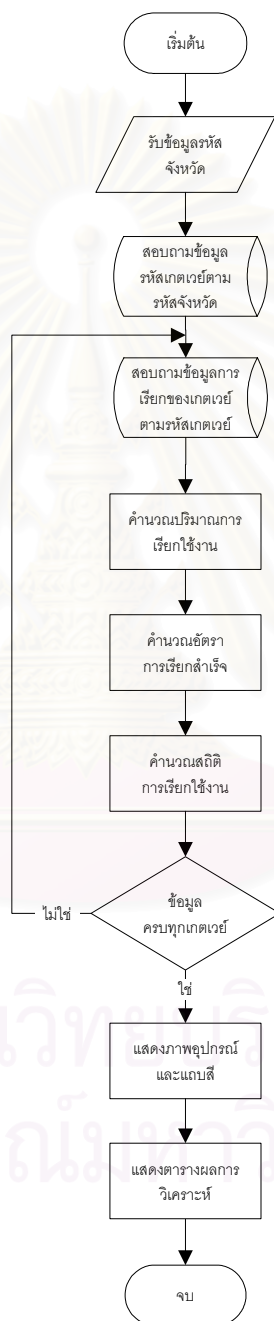 เริ่มต้น
รับข้อมูลรหัส
จังหวัด
สอบถามข้อมูล
รหัสเกตเวย์ตาม
รหัสจังหวัด
สอบถามข้อมูลการ
เรียกของเกตเวย์
ตามรหัสเกตเวย์
คำนวณปริมาณการ
เรียกใช้งาน
คำนวณอัตรา
การเรียกสำเร็จ
คำนวณสถิติ
การเรียกใช้งาน
ข้อมูล
ครบทุกเกตเวย์
ไม่ใช่
ใช่
แสดงภาพอุปกรณ์
และแถบสี
แสดงตารางผลการ
วิเคราะห์
จบ